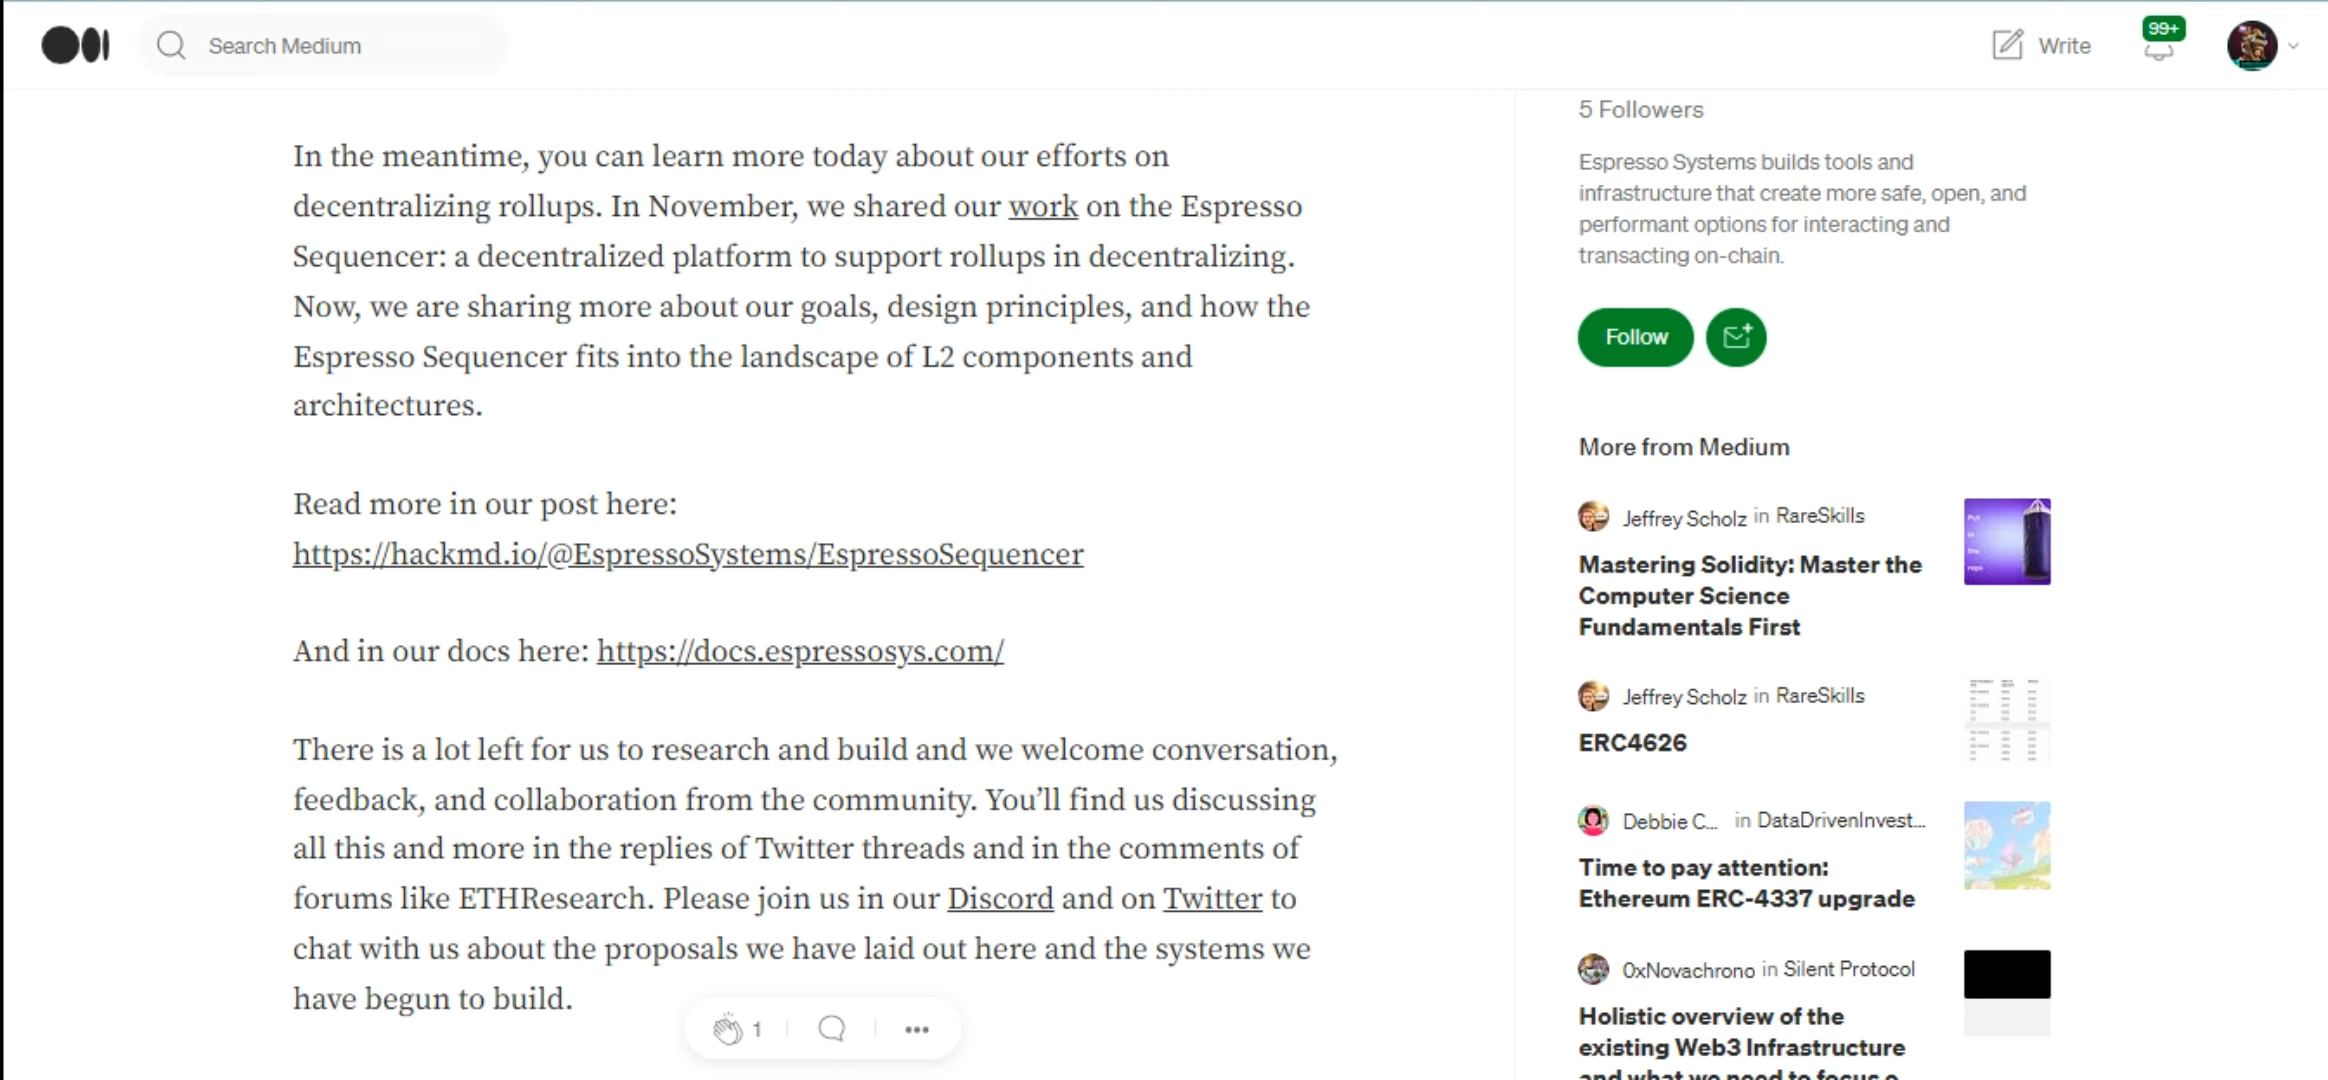 Search Medium
Write
99+
In the meantime, you can learn more today about our efforts on
decentralizing rollups. In November, we shared our work on the Espresso
Sequencer: a decentralized platform to support rollups in decentralizing.
Now, we are sharing more about our goals, design principles, and how the
Espresso Sequencer fits into the landscape of L2 components and
architectures.
Read more in our post here:
https://hackmd.io/@EspressoSystems/EspressoSequencer
And in our docs here: https://docs.espressosys.com/
There is a lot left for us to research and build and we welcome conversation,
feedback, and collaboration from the community. You’ll find us discussing
all this and more in the replies of Twitter threads and in the comments of
forums like ETHResearch. Please join us in our Discord and on Twitter to
chat with us about the proposals we have laid out here and the systems we
have begun to build.
1
5 Followers
Espresso Systems builds tools and
infrastructure that create more safe, open, and
performant options for interacting and
transacting on-chain.
Follow
More from Medium
Jeffrey Scholz in RareSkills
Mastering Solidity: Master the
Computer Science
Fundamentals First
Put
in
the
reps
Jeffrey Scholz in RareSkills
ERC4626
Debbie C... in DataDrivenInvest...
Time to pay attention:
Ethereum ERC-4337 upgrade
0xNovachrono in Silent Protocol
Holistic overview of the
existing Web3 Infrastructure
and what we need to focus o